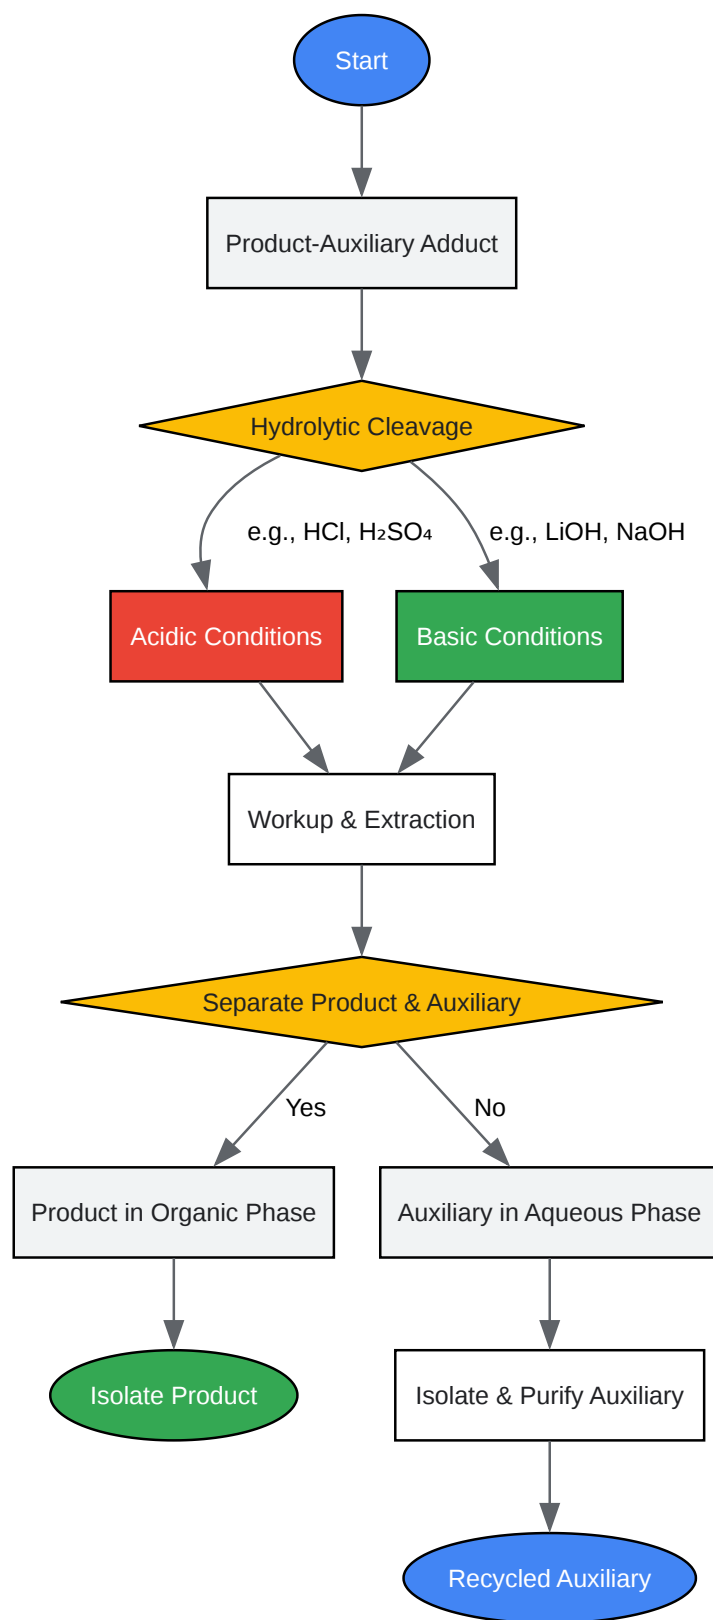 Start
Product-Auxiliary Adduct
Hydrolytic Cleavage
e.g., HCl, H₂SO₄
e.g., LiOH, NaOH
Acidic Conditions
Basic Conditions
Workup & Extraction
Separate Product & Auxiliary
Yes
No
Product in Organic Phase
Auxiliary in Aqueous Phase
Isolate Product
Isolate & Purify Auxiliary
Recycled Auxiliary